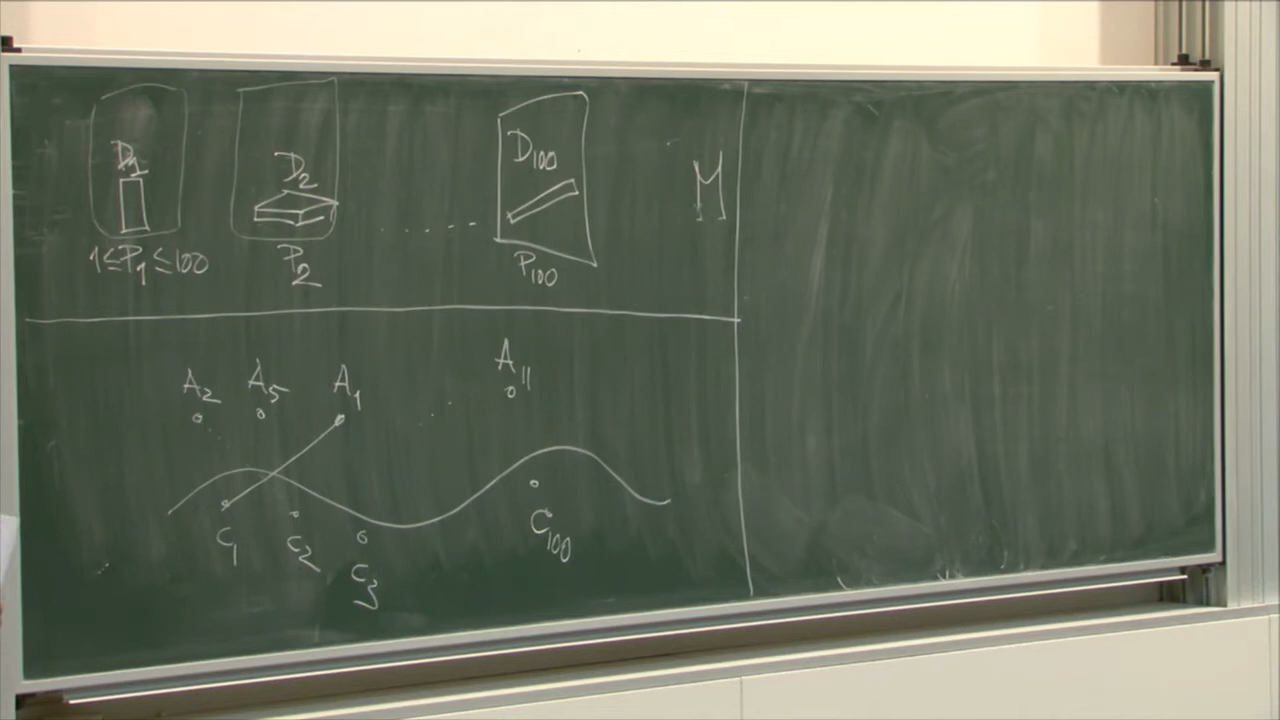 D₁ D₂ D₁₀₀ M
1≤P₁≤100 P₂ P₁₀₀
A₂ A₅ A₁ A₁₁
C₁ C₂ C₃ C₁₀₀